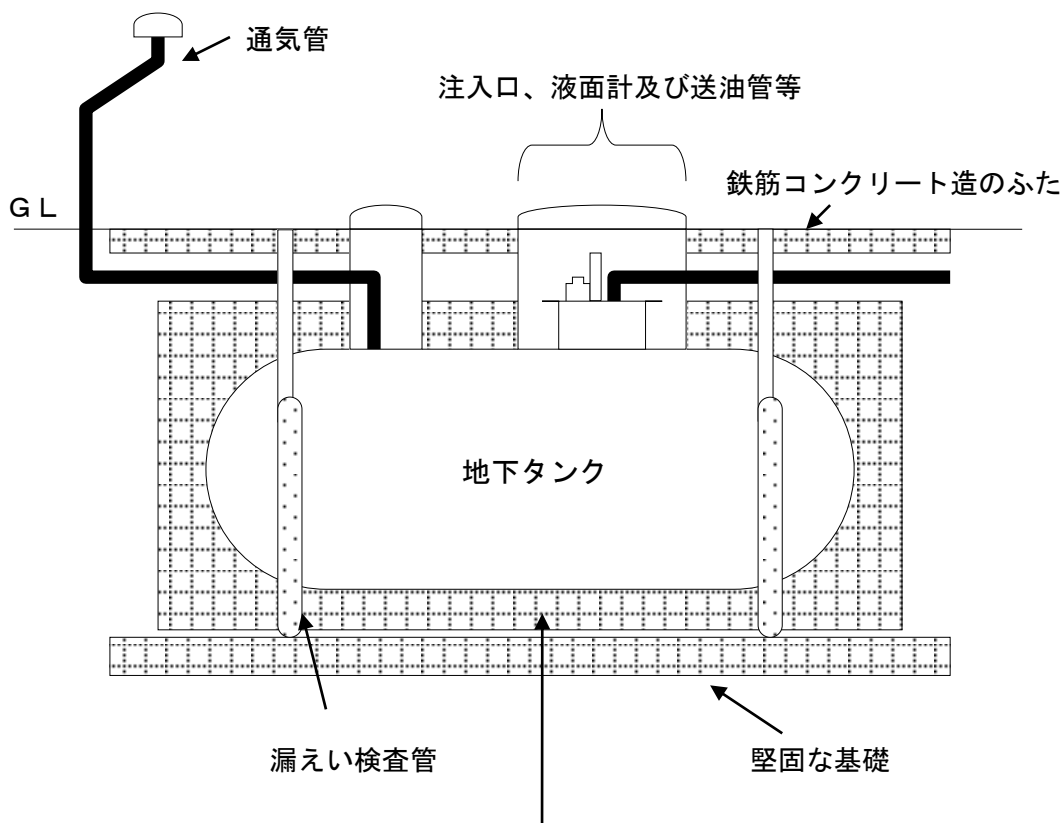 通気管
注入口、液面計及び送油管等
鉄筋コンクリート造のふた
ＧＬ
地下タンク
漏えい検査管
堅固な基礎